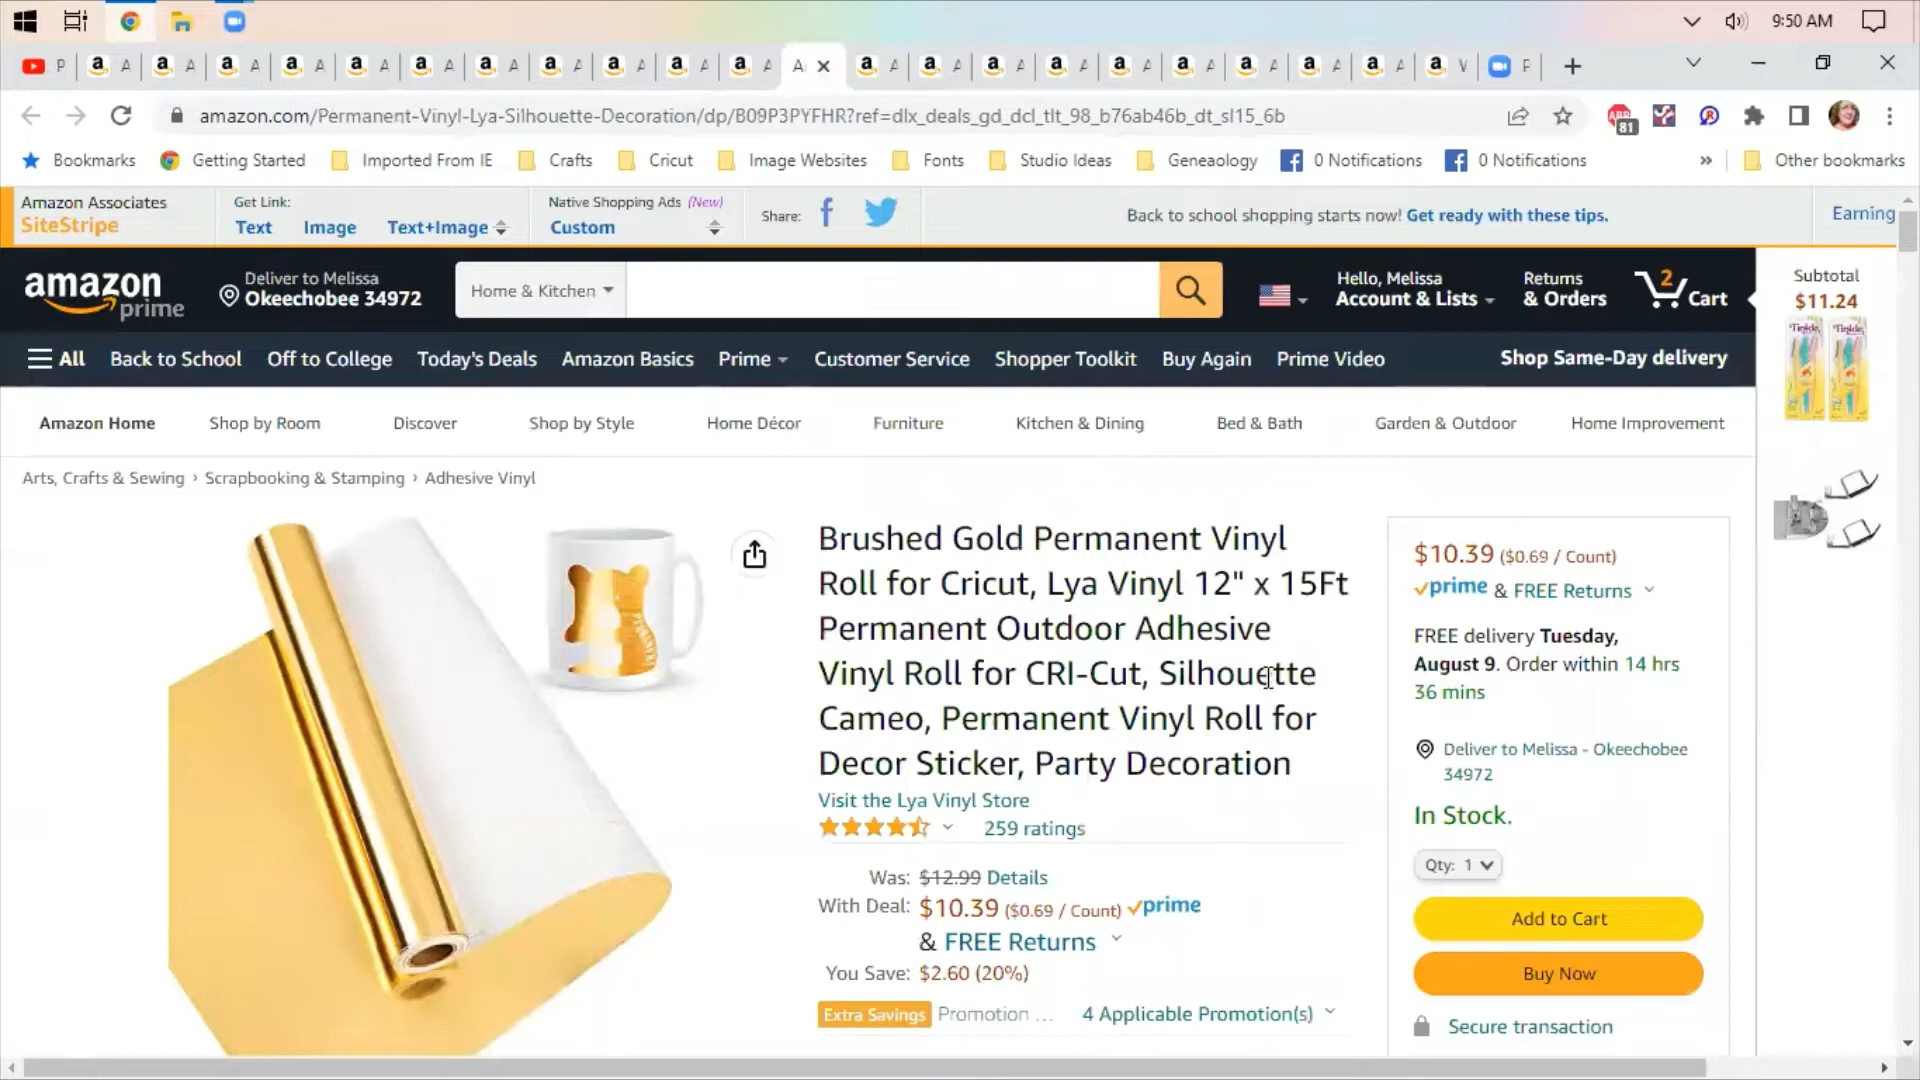 9:50 AM
P A A A A A A A A A A A A A A A A A A A A A V P
amazon.com/Permanent-Vinyl-Lya-Silhouette-Decoration/dp/B09P3PYFHR?ref=dlx_deals_gd_dcl_tlt_98_b76ab46b_dt_sl15_6b
81
Bookmarks Getting Started Imported From IE Crafts Cricut Image Websites Fonts Studio Ideas Geneaology 0 Notifications 0 Notifications » Other bookmarks
Amazon Associates
SiteStripe
Get Link:
Text Image Text+Image
Native Shopping Ads (New)
Custom
Share:
Back to school shopping starts now! Get ready with these tips.
Earning
amazon
prime
Deliver to Melissa
Okeechobee 34972
Home & Kitchen
Hello, Melissa
Account & Lists
Returns
& Orders
2
Cart
Subtotal
$11.24
Tinkle
All Back to School Off to College Today's Deals Amazon Basics Prime Customer Service Shopper Toolkit Buy Again Prime Video Shop Same-Day delivery
Amazon Home Shop by Room Discover Shop by Style Home Décor Furniture Kitchen & Dining Bed & Bath Garden & Outdoor Home Improvement
Arts, Crafts & Sewing › Scrapbooking & Stamping › Adhesive Vinyl
Brushed Gold Permanent Vinyl
Roll for Cricut, Lya Vinyl 12" x 15Ft
Permanent Outdoor Adhesive
Vinyl Roll for CRI-Cut, Silhouette
Cameo, Permanent Vinyl Roll for
Decor Sticker, Party Decoration
Visit the Lya Vinyl Store
259 ratings
Was: $12.99 Details
With Deal: $10.39 ($0.69 / Count) prime
& FREE Returns
You Save: $2.60 (20%)
Extra Savings Promotion ... 4 Applicable Promotion(s)
$10.39 ($0.69 / Count)
prime & FREE Returns
FREE delivery Tuesday,
August 9. Order within 14 hrs
36 mins
Deliver to Melissa - Okeechobee
34972
In Stock.
Qty: 1
Add to Cart
Buy Now
Secure transaction